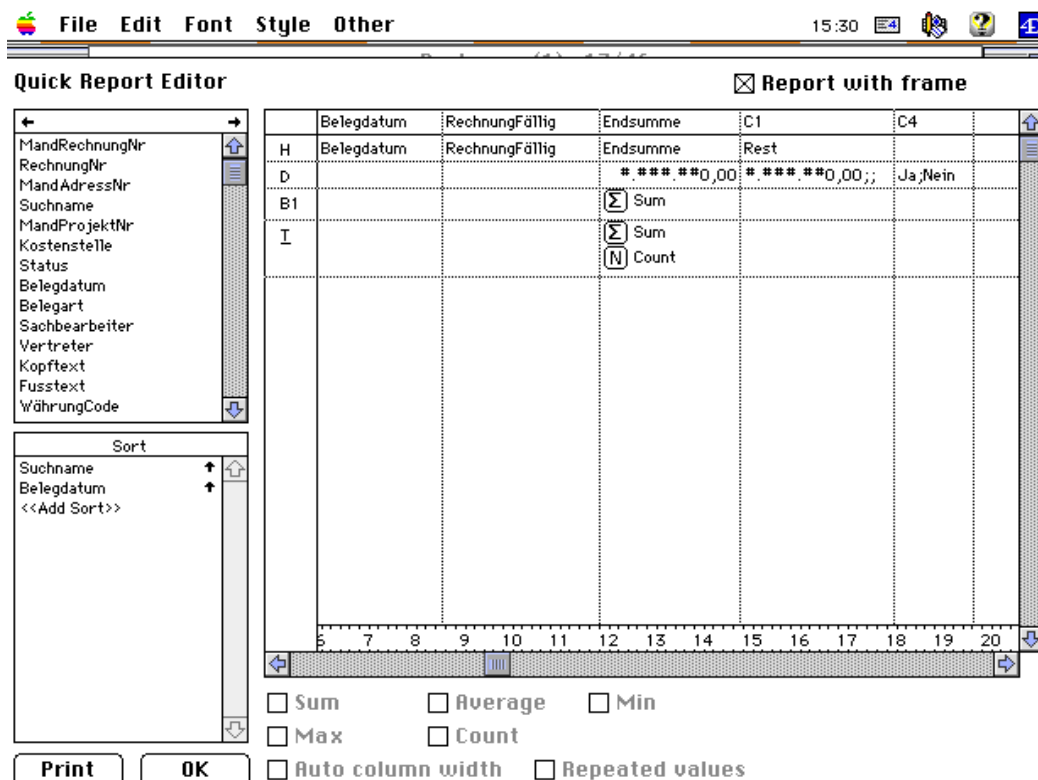 File Edit Font Style Other 15:30
Quick Report Editor
Report with frame
MandRechnungNr
RechnungNr
MandAdressNr
Suchname
MandProjektNr
Kostenstelle
Status
Belegdatum
Belegart
Sachbearbeiter
Vertreter
Kopftext
Fusstext
WährungCode
Sort
Suchname
Belegdatum
<<Add Sort>>
Belegdatum RechnungFällig Endsumme C1 C4
H Belegdatum RechnungFällig Endsumme Rest
D #.###.##0,00 #.###.##0,00;; Ja;Nein
B1 Σ Sum
T Σ Sum
N Count
6 7 8 9 10 11 12 13 14 15 16 17 18 19 20
Sum Average Min
Max Count
Auto column width Repeated values
Print OK